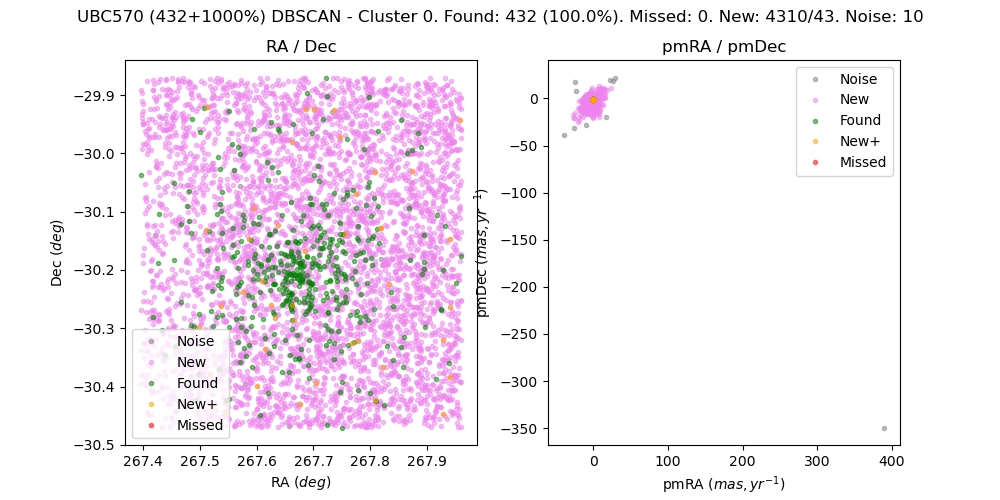 UBC570 (432+1000%) DBSCAN - Cluster 0. Found: 432 (100.0%). Missed: 0. New: 4310/43. Noise: 10
RA / Dec
−29.9
−30.0
−30.1
−30.2
−30.3
−30.4
−30.5
Dec (deg)
Noise
New
Found
New+
Missed
267.4 267.5 267.6 267.7 267.8 267.9
RA (deg)
pmRA / pmDec
0
−50
−100
−150
−200
−250
−300
−350
pmDec (mas, yr⁻¹)
Noise
New
Found
New+
Missed
0 100 200 300 400
pmRA (mas, yr⁻¹)